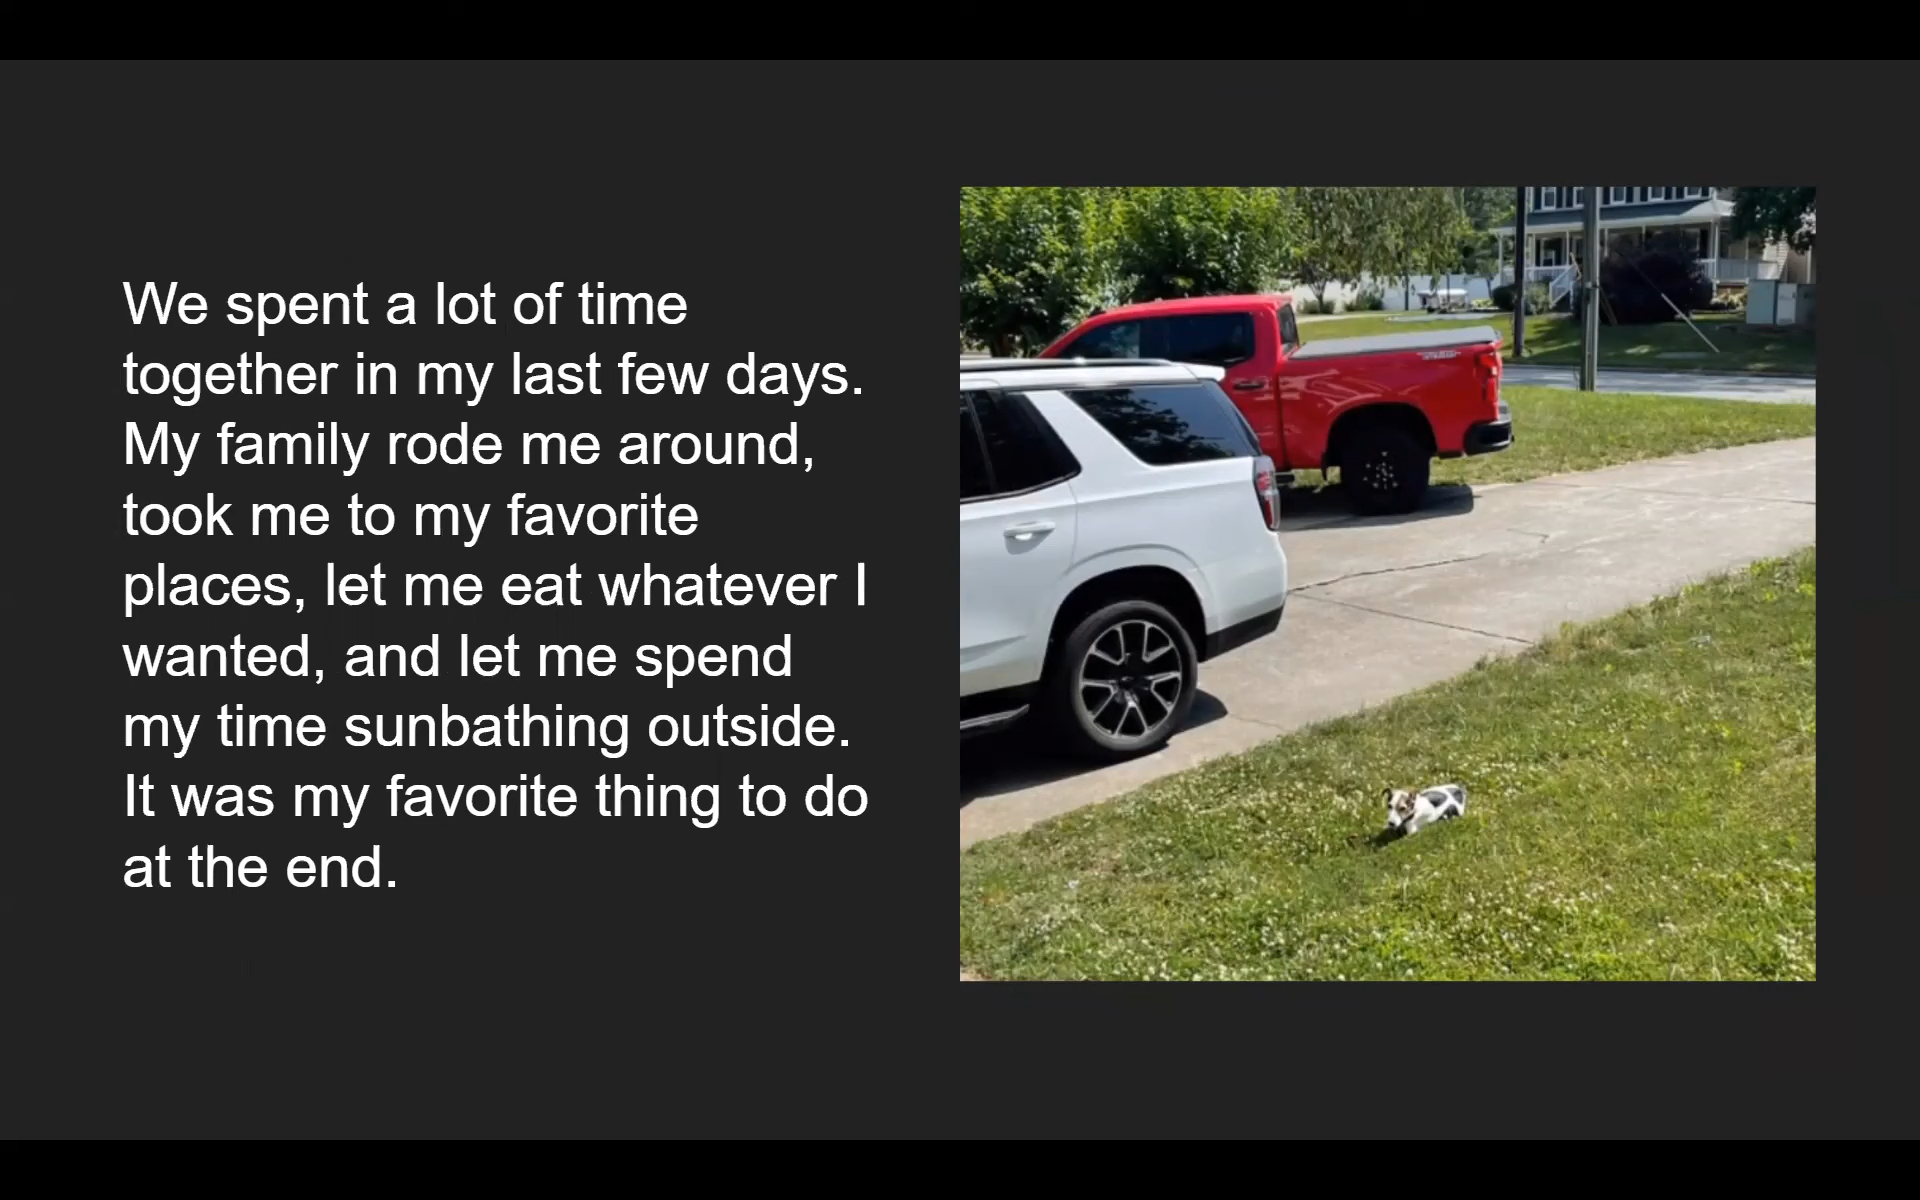 We spent a lot of time
together in my last few days.
My family rode me around,
took me to my favorite
places, let me eat whatever I
wanted, and let me spend
my time sunbathing outside.
It was my favorite thing to do
at the end.